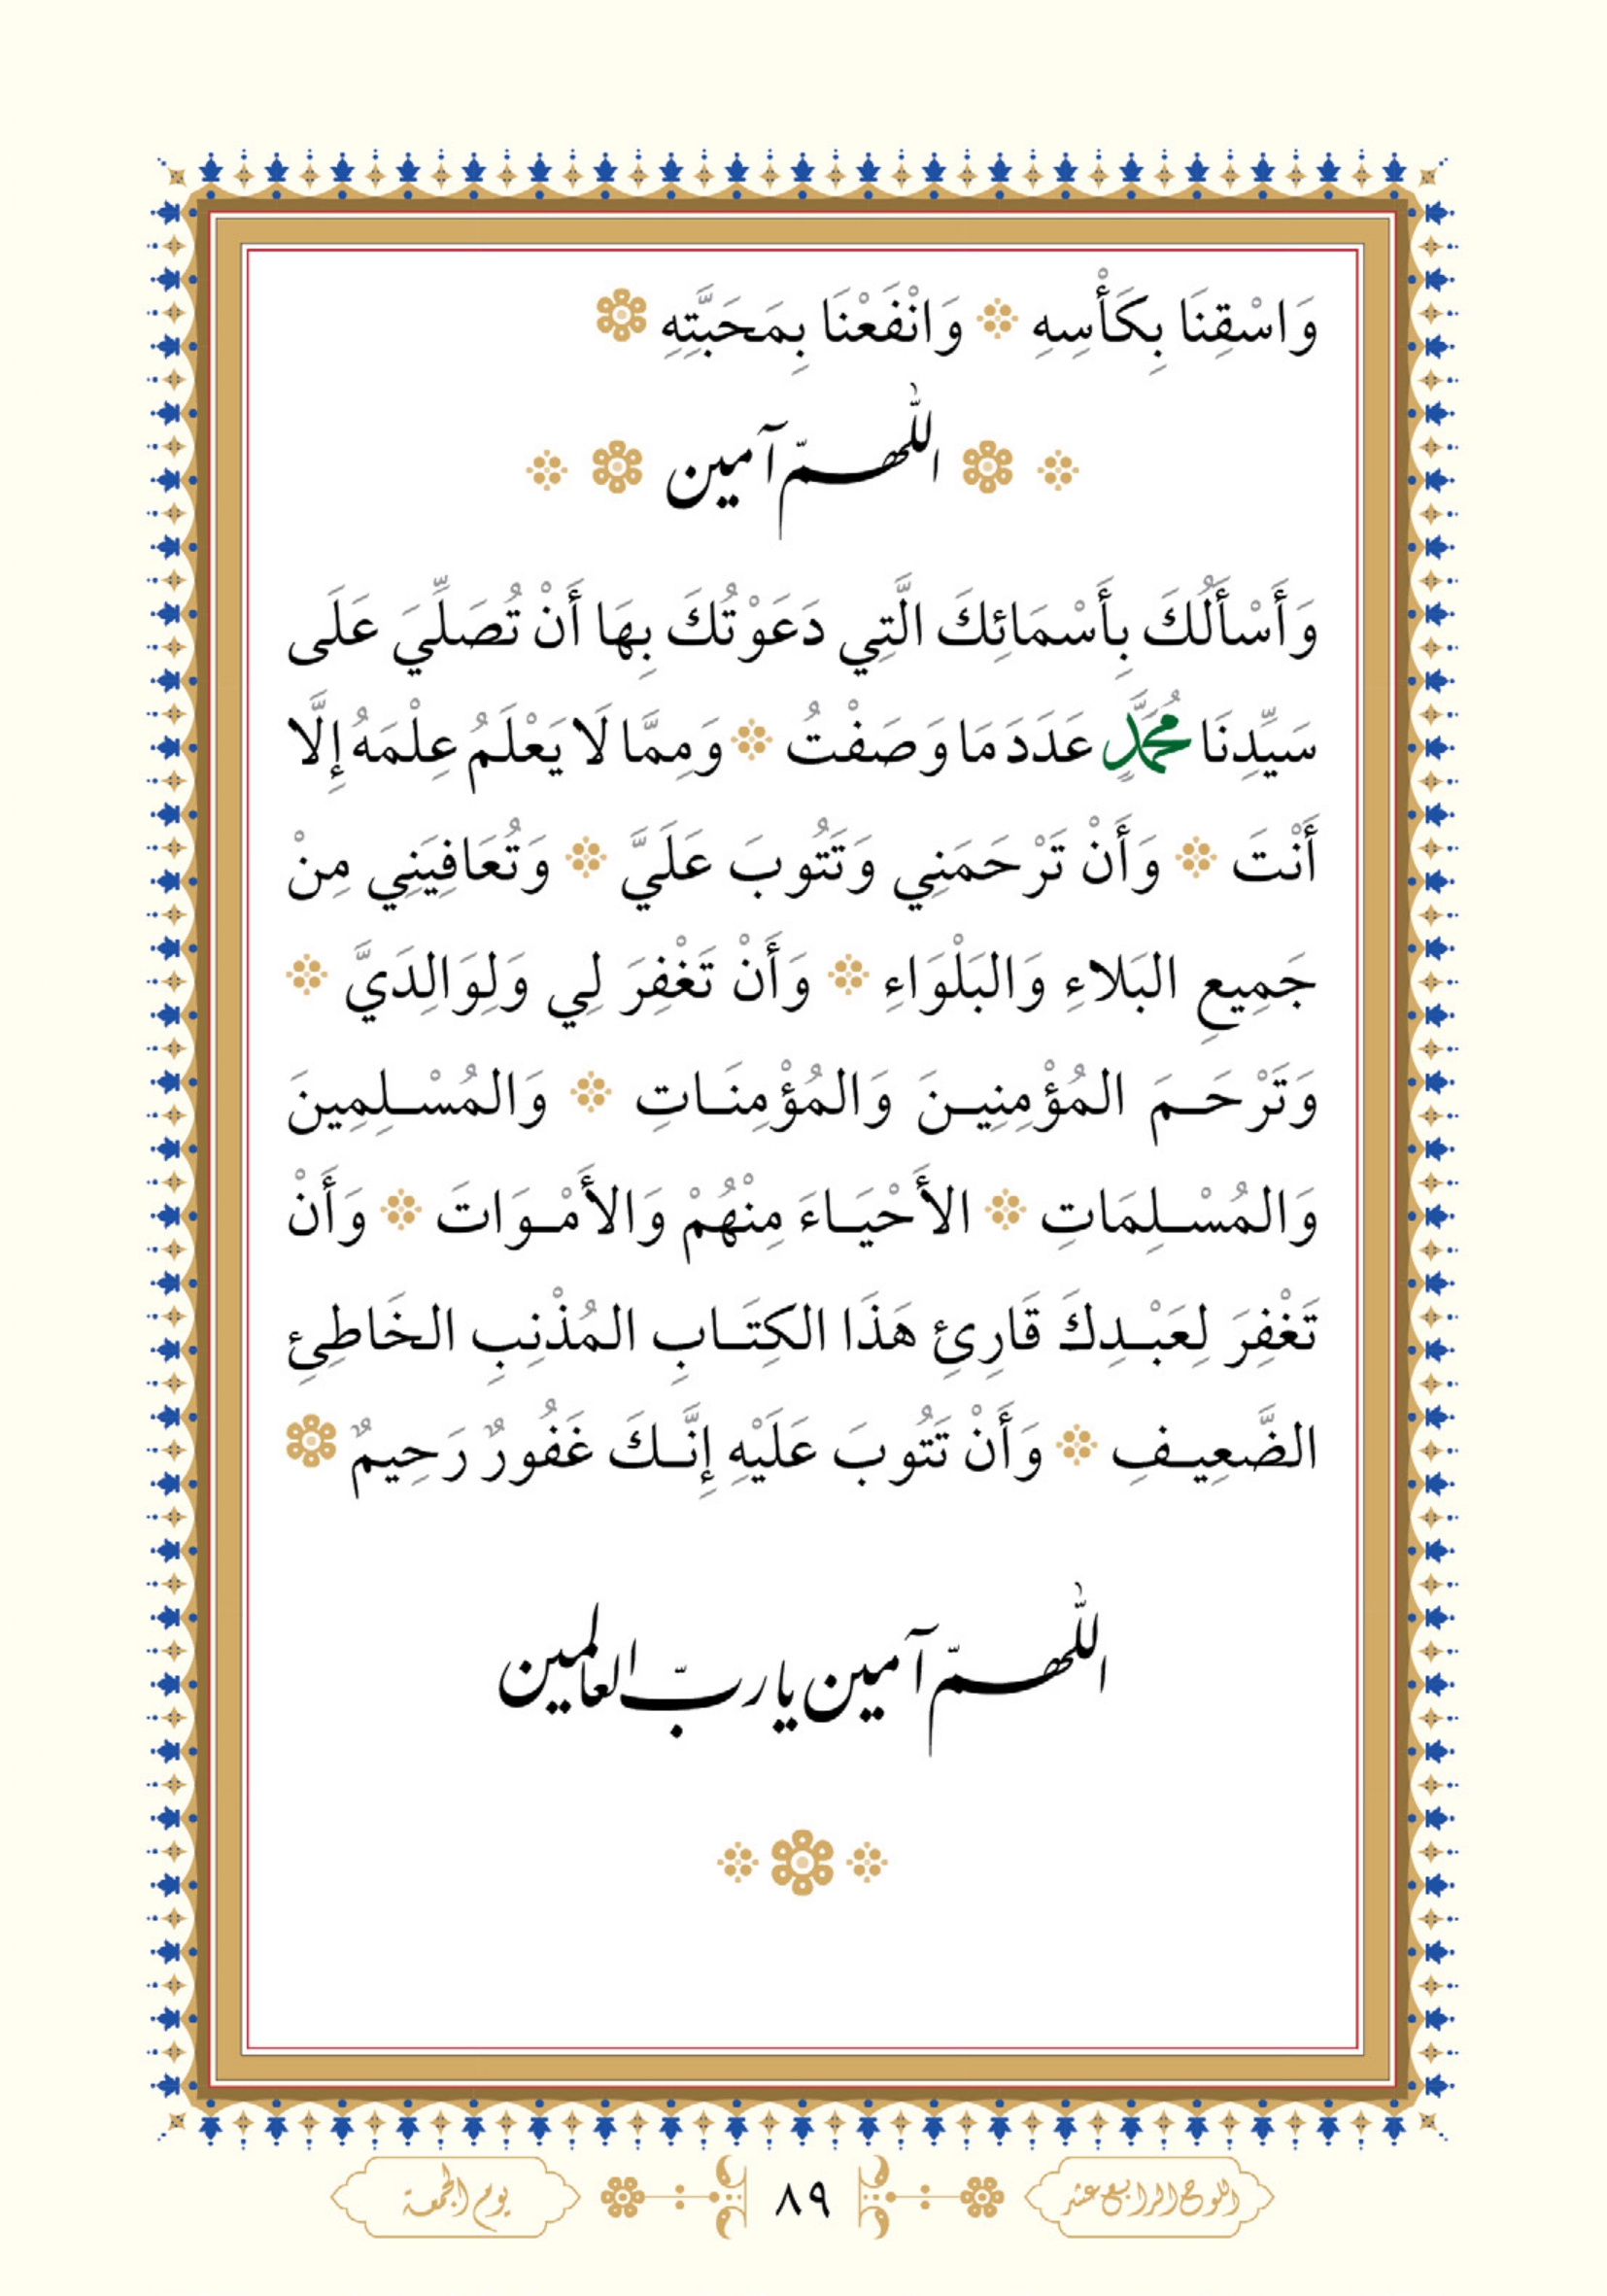 وَاسْقِنَا بِكَأْسِهِ وَانْفَعْنَا بِمَحَبَّتِهِ
اللّٰهمّ آمين
وَأَسْأَلُكَ بِأَسْمَائِكَ الَّتِي دَعَوْتُكَ بِهَا أَنْ تُصَلِّيَ عَلَى
سَيِّدِنَا مُحَمَّدٍ عَدَدَ مَا وَصَفْتُ وَمِمَّا لَا يَعْلَمُ عِلْمَهُ إِلَّا
أَنْتَ وَأَنْ تَرْحَمَنِي وَتَتُوبَ عَلَيَّ وَتُعَافِيَنِي مِنْ
جَمِيعِ البَلاءِ وَالبَلْوَاءِ وَأَنْ تَغْفِرَ لِي وَلِوَالِدَيَّ
وَتَرْحَمَ المُؤْمِنِينَ وَالمُؤْمِنَاتِ وَالمُسْلِمِينَ
وَالمُسْلِمَاتِ الأَحْيَاءَ مِنْهُمْ وَالأَمْوَاتَ وَأَنْ
تَغْفِرَ لِعَبْدِكَ قَارِئِ هَذَا الكِتَابِ المُذْنِبِ الخَاطِئِ
الضَّعِيفِ وَأَنْ تَتُوبَ عَلَيْهِ إِنَّكَ غَفُورٌ رَحِيمٌ
اللّٰهمّ آمين يا ربّ العالمين
اللوح الرابع عشر ٨٩ يوم الجمعة